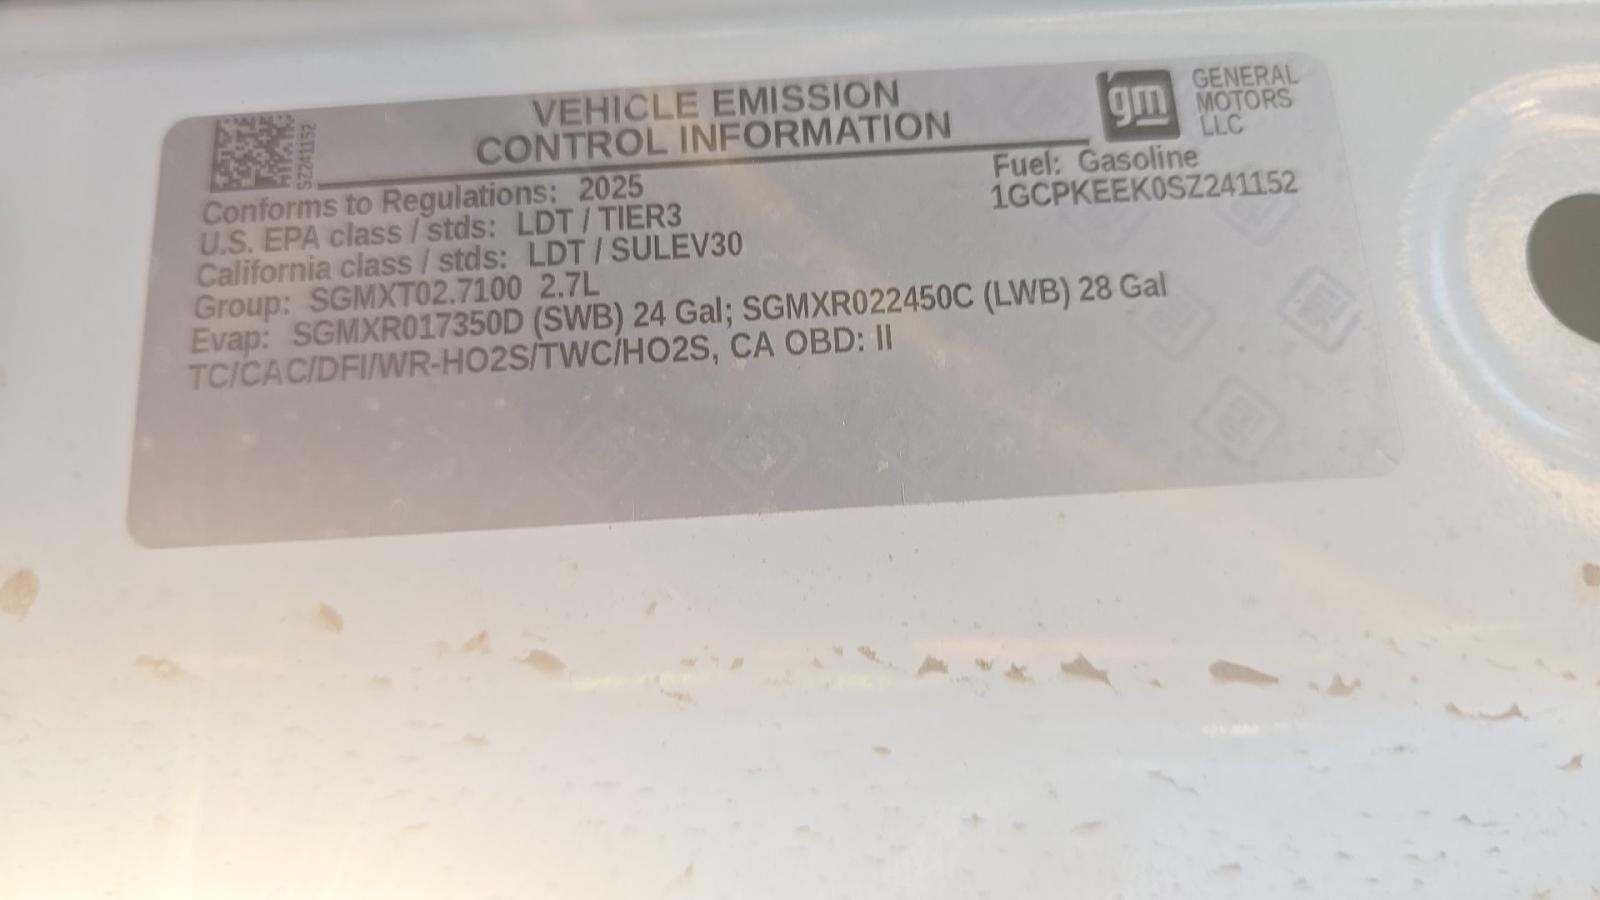 VEHICLE EMISSION
CONTROL INFORMATION
gm
GENERAL
MOTORS
LLC
SZ241152
Fuel: Gasoline
1GCPKEEK0SZ241152
Conforms to Regulations: 2025
U.S. EPA class / stds: LDT / TIER3
California class / stds: LDT / SULEV30
Group: SGMXT02.7100 2.7L
Evap: SGMXR017350D (SWB) 24 Gal; SGMXR022450C (LWB) 28 Gal
TC/CAC/DFI/WR-HO2S/TWC/HO2S, CA OBD: II